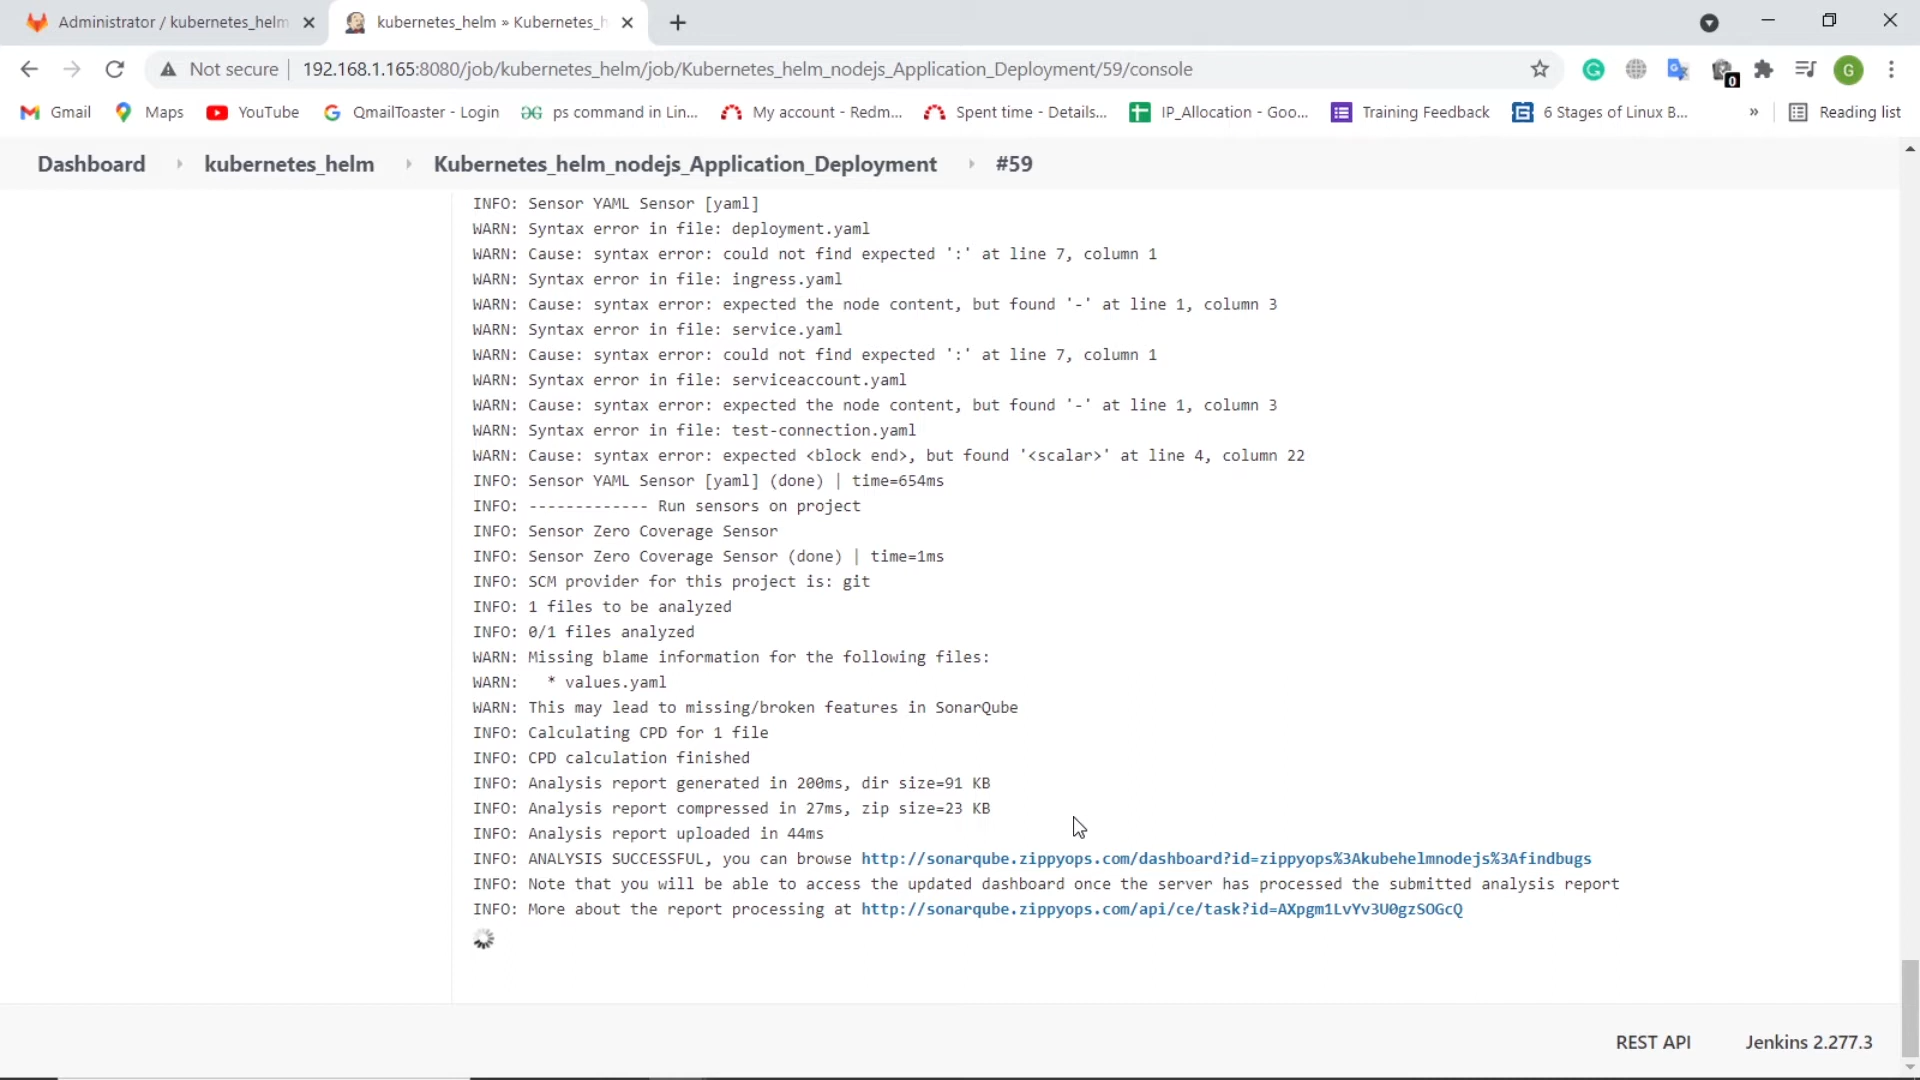 Administrator / kubernetes_helm
kubernetes_helm » Kubernetes_h
Not secure
192.168.1.165:8080/job/kubernetes_helm/job/Kubernetes_helm_nodejs_Application_Deployment/59/console
0
G
Gmail
Maps
YouTube
QmailToaster - Login
ps command in Lin...
My account - Redm...
Spent time - Details...
IP_Allocation - Goo...
Training Feedback
6 Stages of Linux B...
»
Reading list
Dashboard
kubernetes_helm
Kubernetes_helm_nodejs_Application_Deployment
#59
INFO: Sensor YAML Sensor [yaml]
WARN: Syntax error in file: deployment.yaml
WARN: Cause: syntax error: could not find expected ':' at line 7, column 1
WARN: Syntax error in file: ingress.yaml
WARN: Cause: syntax error: expected the node content, but found '-' at line 1, column 3
WARN: Syntax error in file: service.yaml
WARN: Cause: syntax error: could not find expected ':' at line 7, column 1
WARN: Syntax error in file: serviceaccount.yaml
WARN: Cause: syntax error: expected the node content, but found '-' at line 1, column 3
WARN: Syntax error in file: test-connection.yaml
WARN: Cause: syntax error: expected <block end>, but found '<scalar>' at line 4, column 22
INFO: Sensor YAML Sensor [yaml] (done) | time=654ms
INFO: ------------- Run sensors on project
INFO: Sensor Zero Coverage Sensor
INFO: Sensor Zero Coverage Sensor (done) | time=1ms
INFO: SCM provider for this project is: git
INFO: 1 files to be analyzed
INFO: 0/1 files analyzed
WARN: Missing blame information for the following files:
WARN:   * values.yaml
WARN: This may lead to missing/broken features in SonarQube
INFO: Calculating CPD for 1 file
INFO: CPD calculation finished
INFO: Analysis report generated in 200ms, dir size=91 KB
INFO: Analysis report compressed in 27ms, zip size=23 KB
INFO: Analysis report uploaded in 44ms
INFO: ANALYSIS SUCCESSFUL, you can browse http://sonarqube.zippyops.com/dashboard?id=zippyops%3Akubehelmnodejs%3Afindbugs
INFO: Note that you will be able to access the updated dashboard once the server has processed the submitted analysis report
INFO: More about the report processing at http://sonarqube.zippyops.com/api/ce/task?id=AXpgm1LvYv3U0gzSOGcQ
REST API
Jenkins 2.277.3